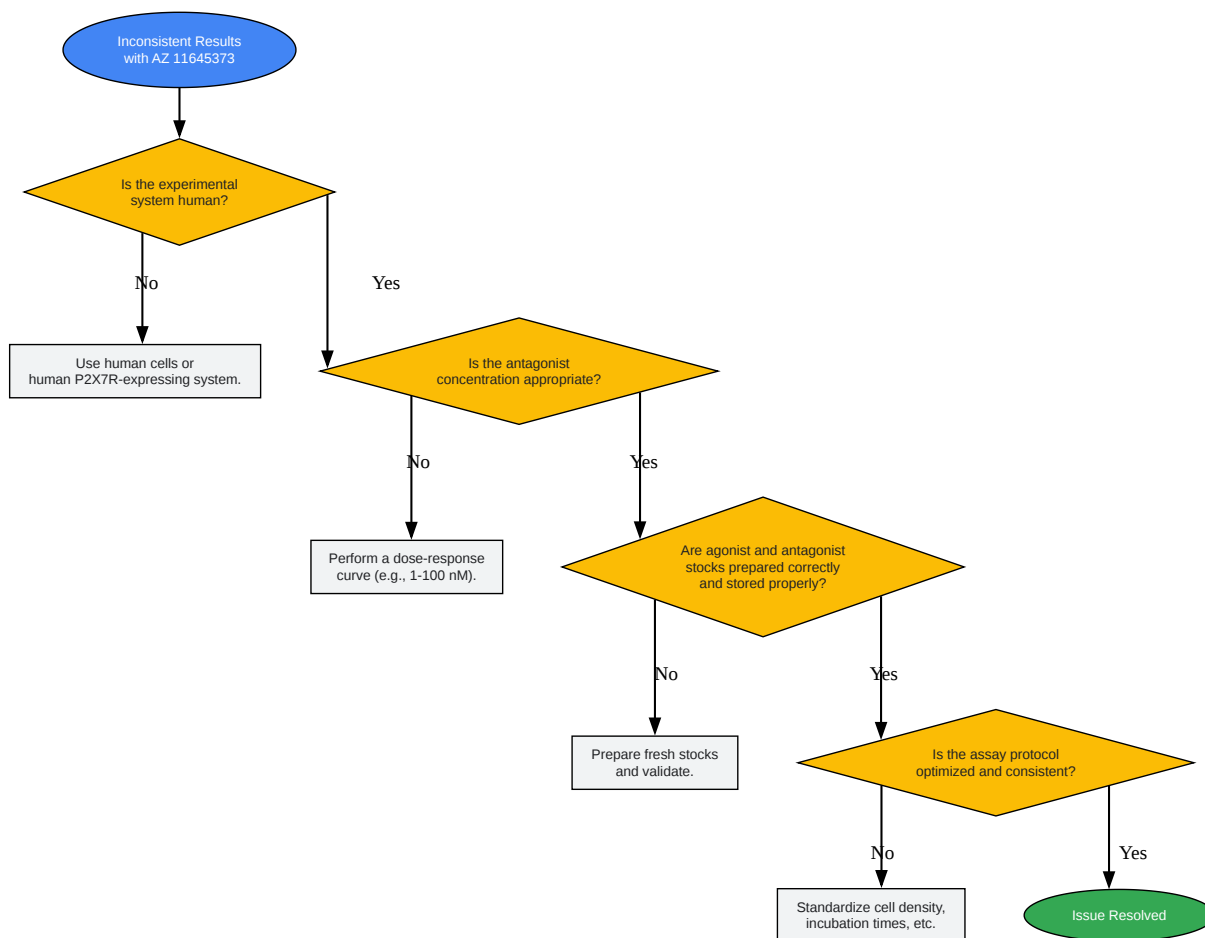 Inconsistent Results
with AZ 11645373
Is the experimental
system human?
No
Yes
Use human cells or
human P2X7R-expressing system.
Is the antagonist
concentration appropriate?
No
Yes
Perform a dose-response
curve (e.g., 1-100 nM).
Are agonist and antagonist
stocks prepared correctly
and stored properly?
No
Yes
Prepare fresh stocks
and validate.
Is the assay protocol
optimized and consistent?
No
Yes
Standardize cell density,
incubation times, etc.
Issue Resolved